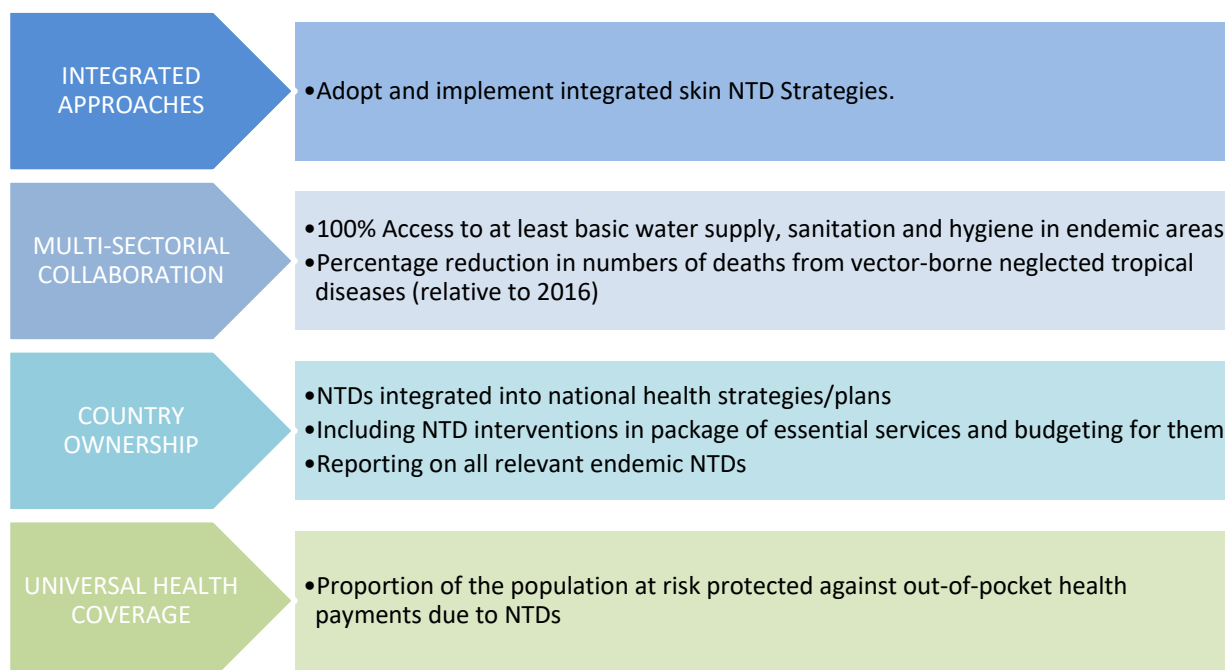 INTEGRATED
APPROACHES
•Adopt and implement integrated skin NTD Strategies.
MULTI-SECTORIAL
COLLABORATION
•100% Access to at least basic water supply, sanitation and hygiene in endemic areas
•Percentage reduction in numbers of deaths from vector-borne neglected tropical
diseases (relative to 2016)
COUNTRY
OWNERSHIP
•NTDs integrated into national health strategies/plans
•Including NTD interventions in package of essential services and budgeting for them
•Reporting on all relevant endemic NTDs
UNIVERSAL HEALTH
COVERAGE
•Proportion of the population at risk protected against out-of-pocket health
payments due to NTDs